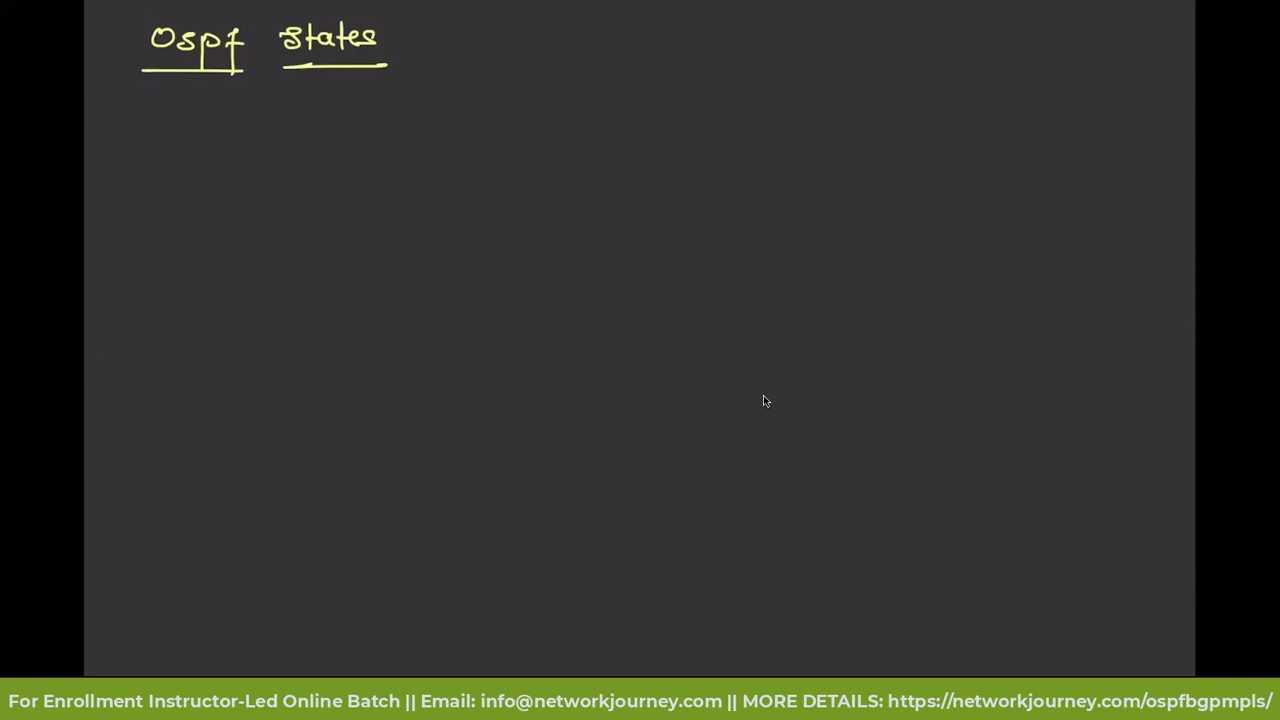 Ospf States
For Enrollment Instructor-Led Online Batch || Email: info@networkjourney.com || MORE DETAILS: https://networkjourney.com/ospfbgpmpls/